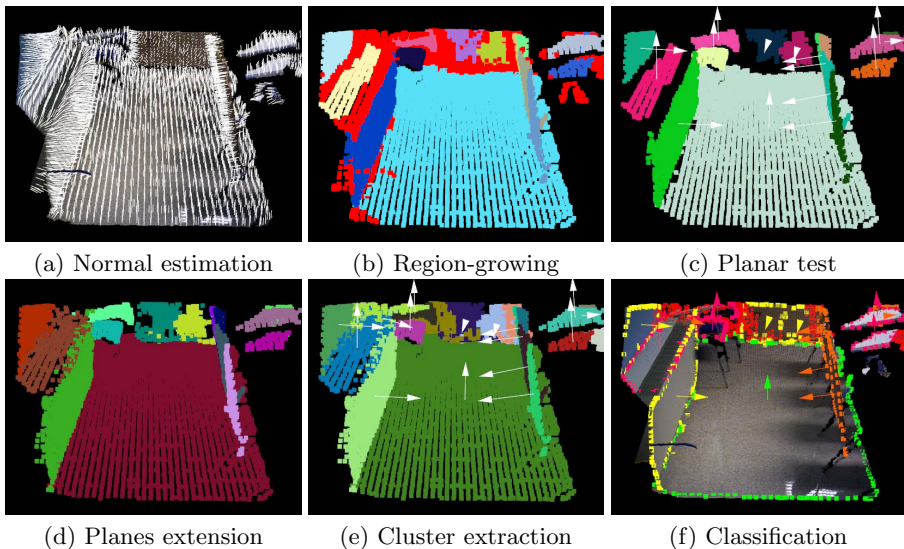 (a) Normal estimation
(b) Region-growing
(c) Planar test
(d) Planes extension
(e) Cluster extraction
(f) Classification